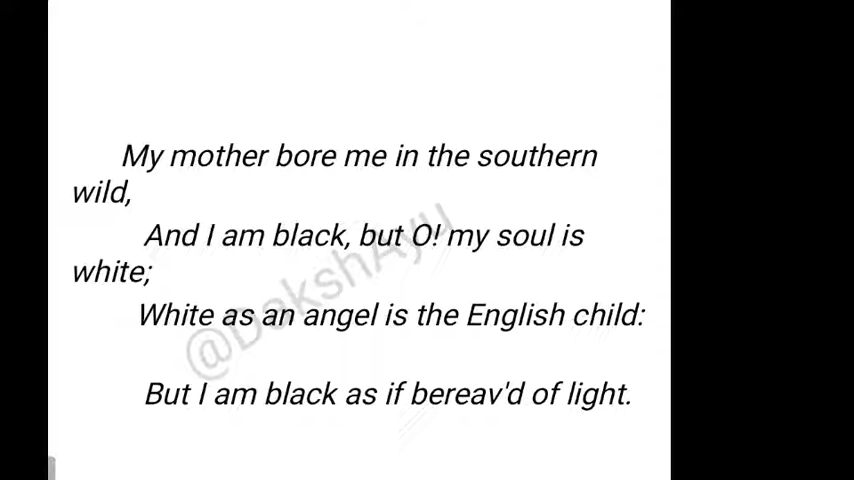 My mother bore me in the southern
wild,
And I am black, but O! my soul is
white;
White as an angel is the English child:
But I am black as if bereav'd of light.
@DakshAyu